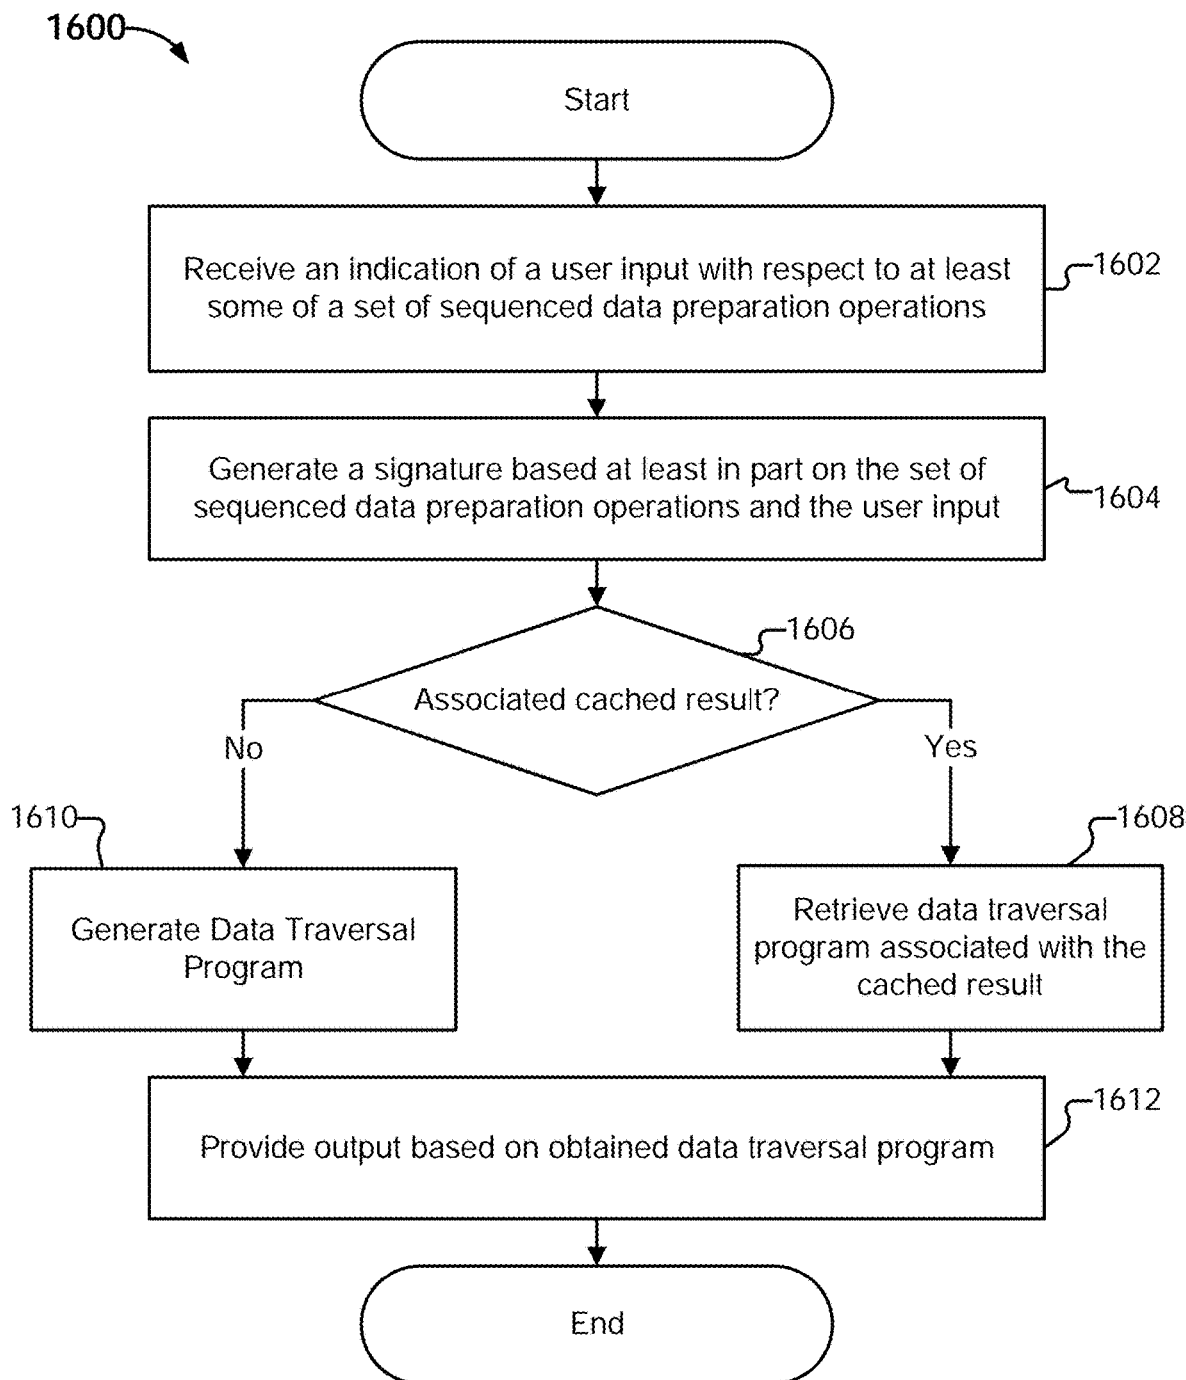 1600
Start
Receive an indication of a user input with respect to at least
some of a set of sequenced data preparation operations
1602
Generate a signature based at least in part on the set of
sequenced data preparation operations and the user input
1604
1606
Associated cached result?
No
Yes
1610
1608
Generate Data Traversal
Program
Retrieve data traversal
program associated with the
cached result
1612
Provide output based on obtained data traversal program
End